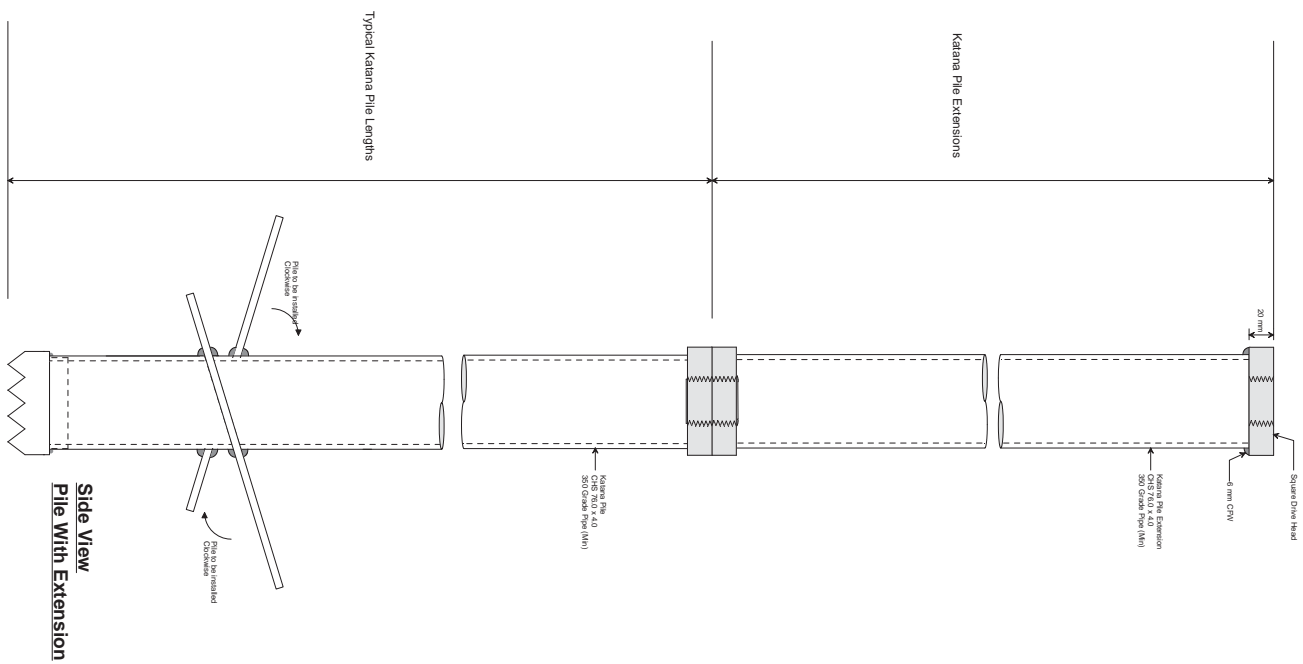 Typical Katana Pile Lengths
Katana Pile Extensions
20 mm
Square Drive Head
6 mm CFW
Katana Pile Extension
CHS 76.0 x 4.0
350 Grade Pipe (Min)
Katana Pile
CHS 76.0 x 4.0
350 Grade Pipe (Min)
Pile to be installed
Clockwise
Pile to be installed
Clockwise
Side View
Pile With Extension